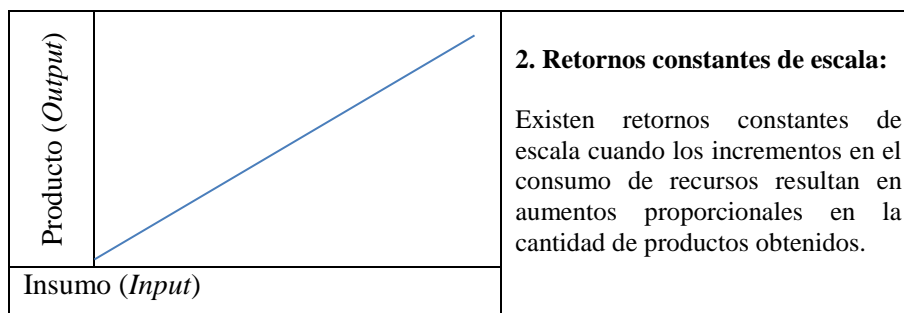 Producto (Output)
Insumo (Input)
2. Retornos constantes de escala:
Existen retornos constantes de
escala cuando los incrementos en el
consumo de recursos resultan en
aumentos proporcionales en la
cantidad de productos obtenidos.